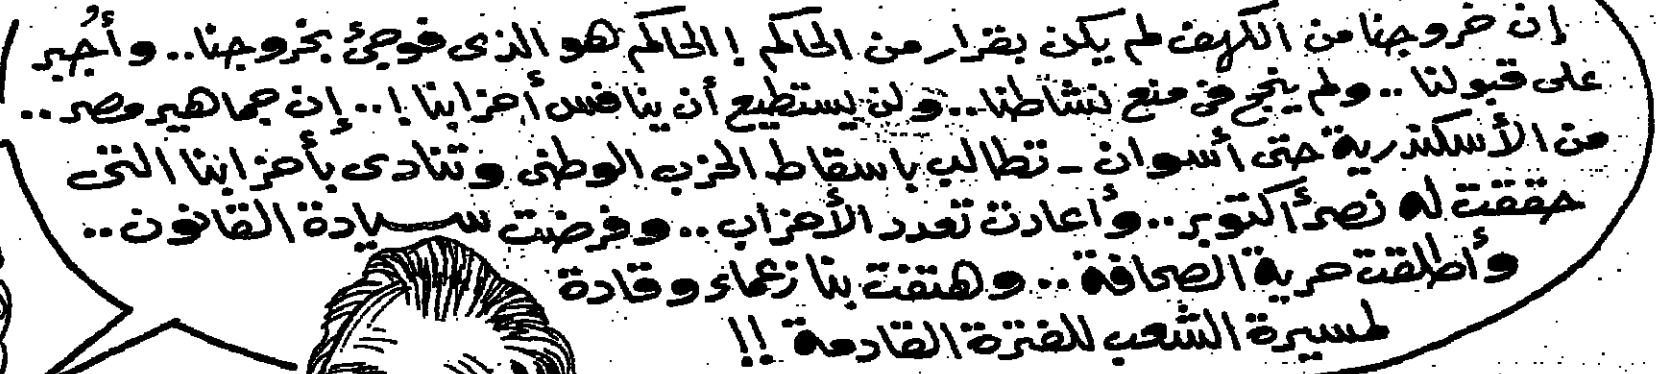 إن خروجنا من الكهف لم يكن بقرار من الحاكم ! الحاكم هو الذى فوجئ بخروجنا.. وأُجبر
على قبولنا .. ولم ينجح فى منع نشاطنا.. ولن يستطيع أن ينافس أحزابنا !.. إن جماهير مصر ..
من الأسكندرية حتى أسوان - تطالب باسقاط الحزب الوطنى وتنادى بأحزابنا التى
حققت له نصر أكتوبر .. وأعادت تعدد الأحزاب .. وفرضت سيادة القانون ..
وأطلقت حرية الصحافة .. وهتفت بنا زعماء وقادة
لمسيرة الشعب للفترة القادمة !!